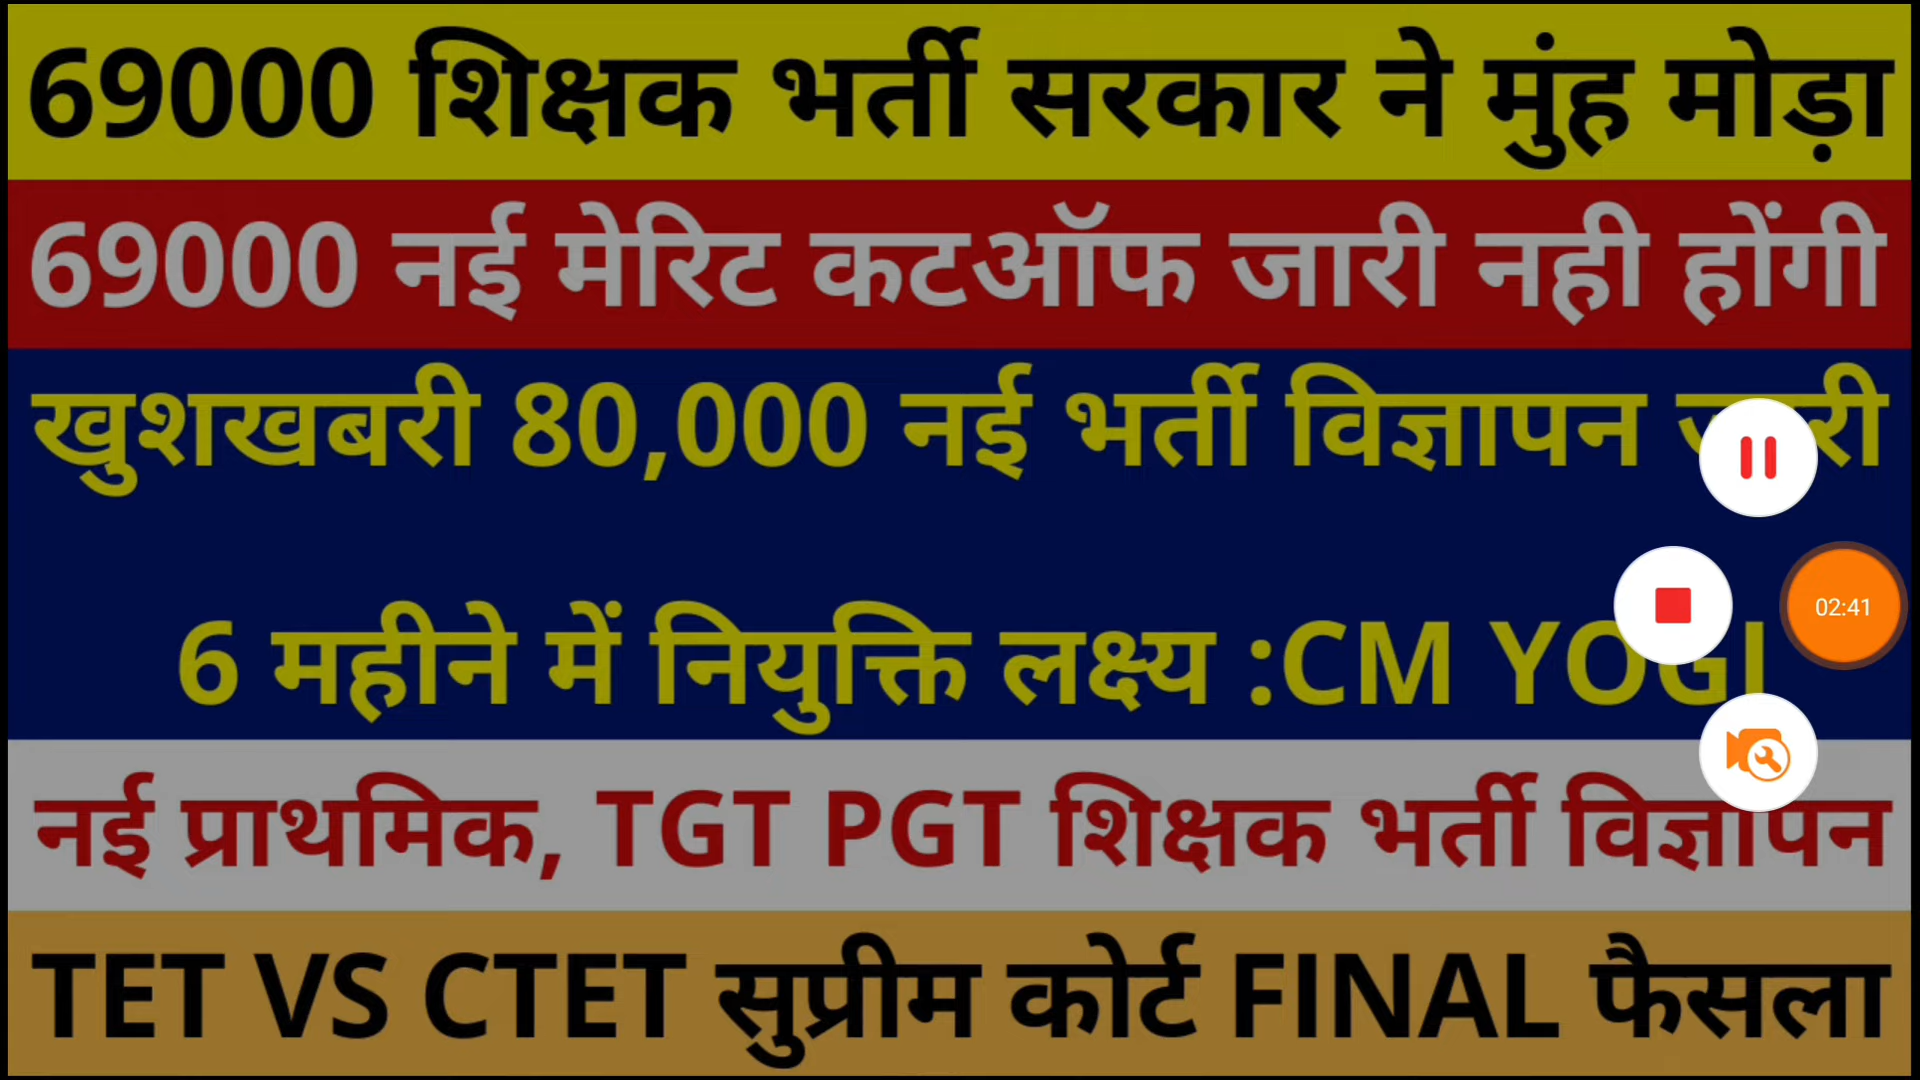 69000 शिक्षक भर्ती सरकार ने मुंह मोड़ा
69000 नई मेरिट कटऑफ जारी नही होंगी
खुशखबरी 80,000 नई भर्ती विज्ञापन जारी
6 महीने में नियुक्ति लक्ष्य :CM YOGI
02:41
नई प्राथमिक, TGT PGT शिक्षक भर्ती विज्ञापन
TET VS CTET सुप्रीम कोर्ट FINAL फैसला